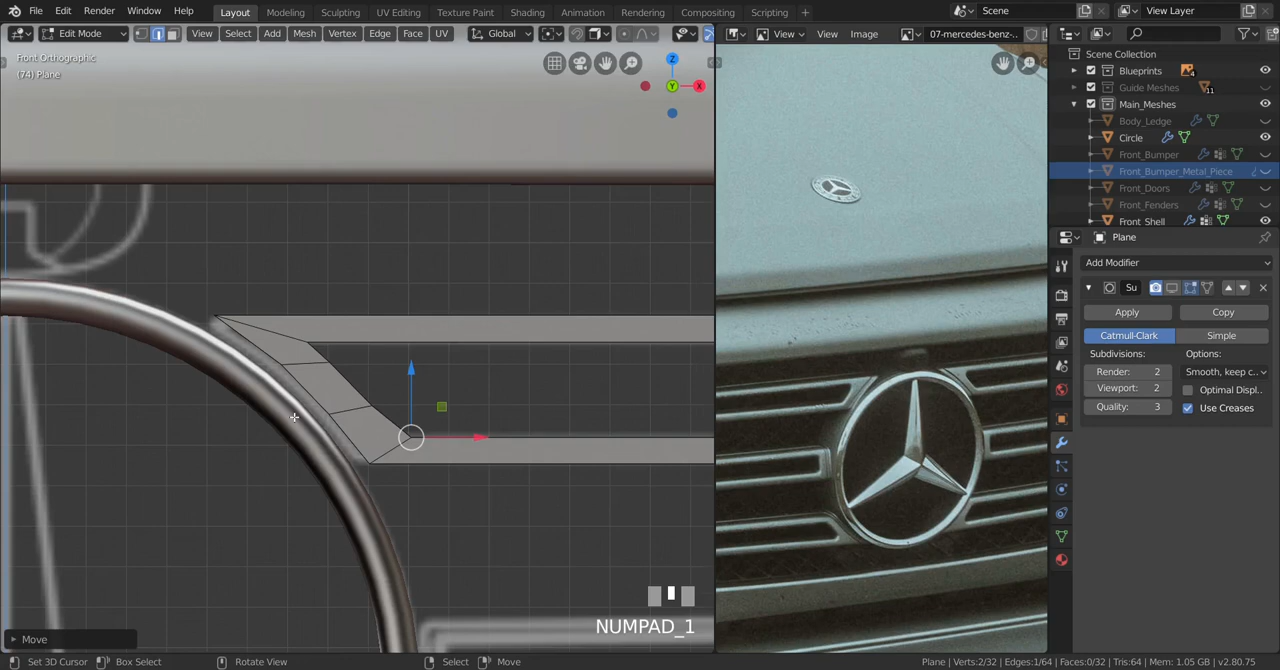 File Edit Render Window Help Layout Modeling Sculpting UV Editing Texture Paint Shading Animation Rendering Compositing Scripting + Scene View Layer
Edit Mode View Select Add Mesh Vertex Edge Face UV Global View View Image 07-mercedes-benz-..
Front Orthographic
(74) Plane
Z
Y
X
Scene Collection
Blueprints 4
Guide Meshes 11
Main_Meshes
Body_Ledge
Circle
Front_Bumper
Front_Bumper_Metal_Piece
Front_Doors
Front_Fenders
Front_Shell
Plane
Add Modifier
Su
Apply Copy
Catmull-Clark Simple
Subdivisions: Options:
Render: 2 Smooth, keep c..
Viewport: 2 Optimal Displ..
Quality: 3 Use Creases
NUMPAD_1
Move
Set 3D Cursor Box Select Rotate View Select Move Plane | Verts:2/32 | Edges:1/64 | Faces:0/32 | Tris:64 | Mem: 1.05 GB | v2.80.75